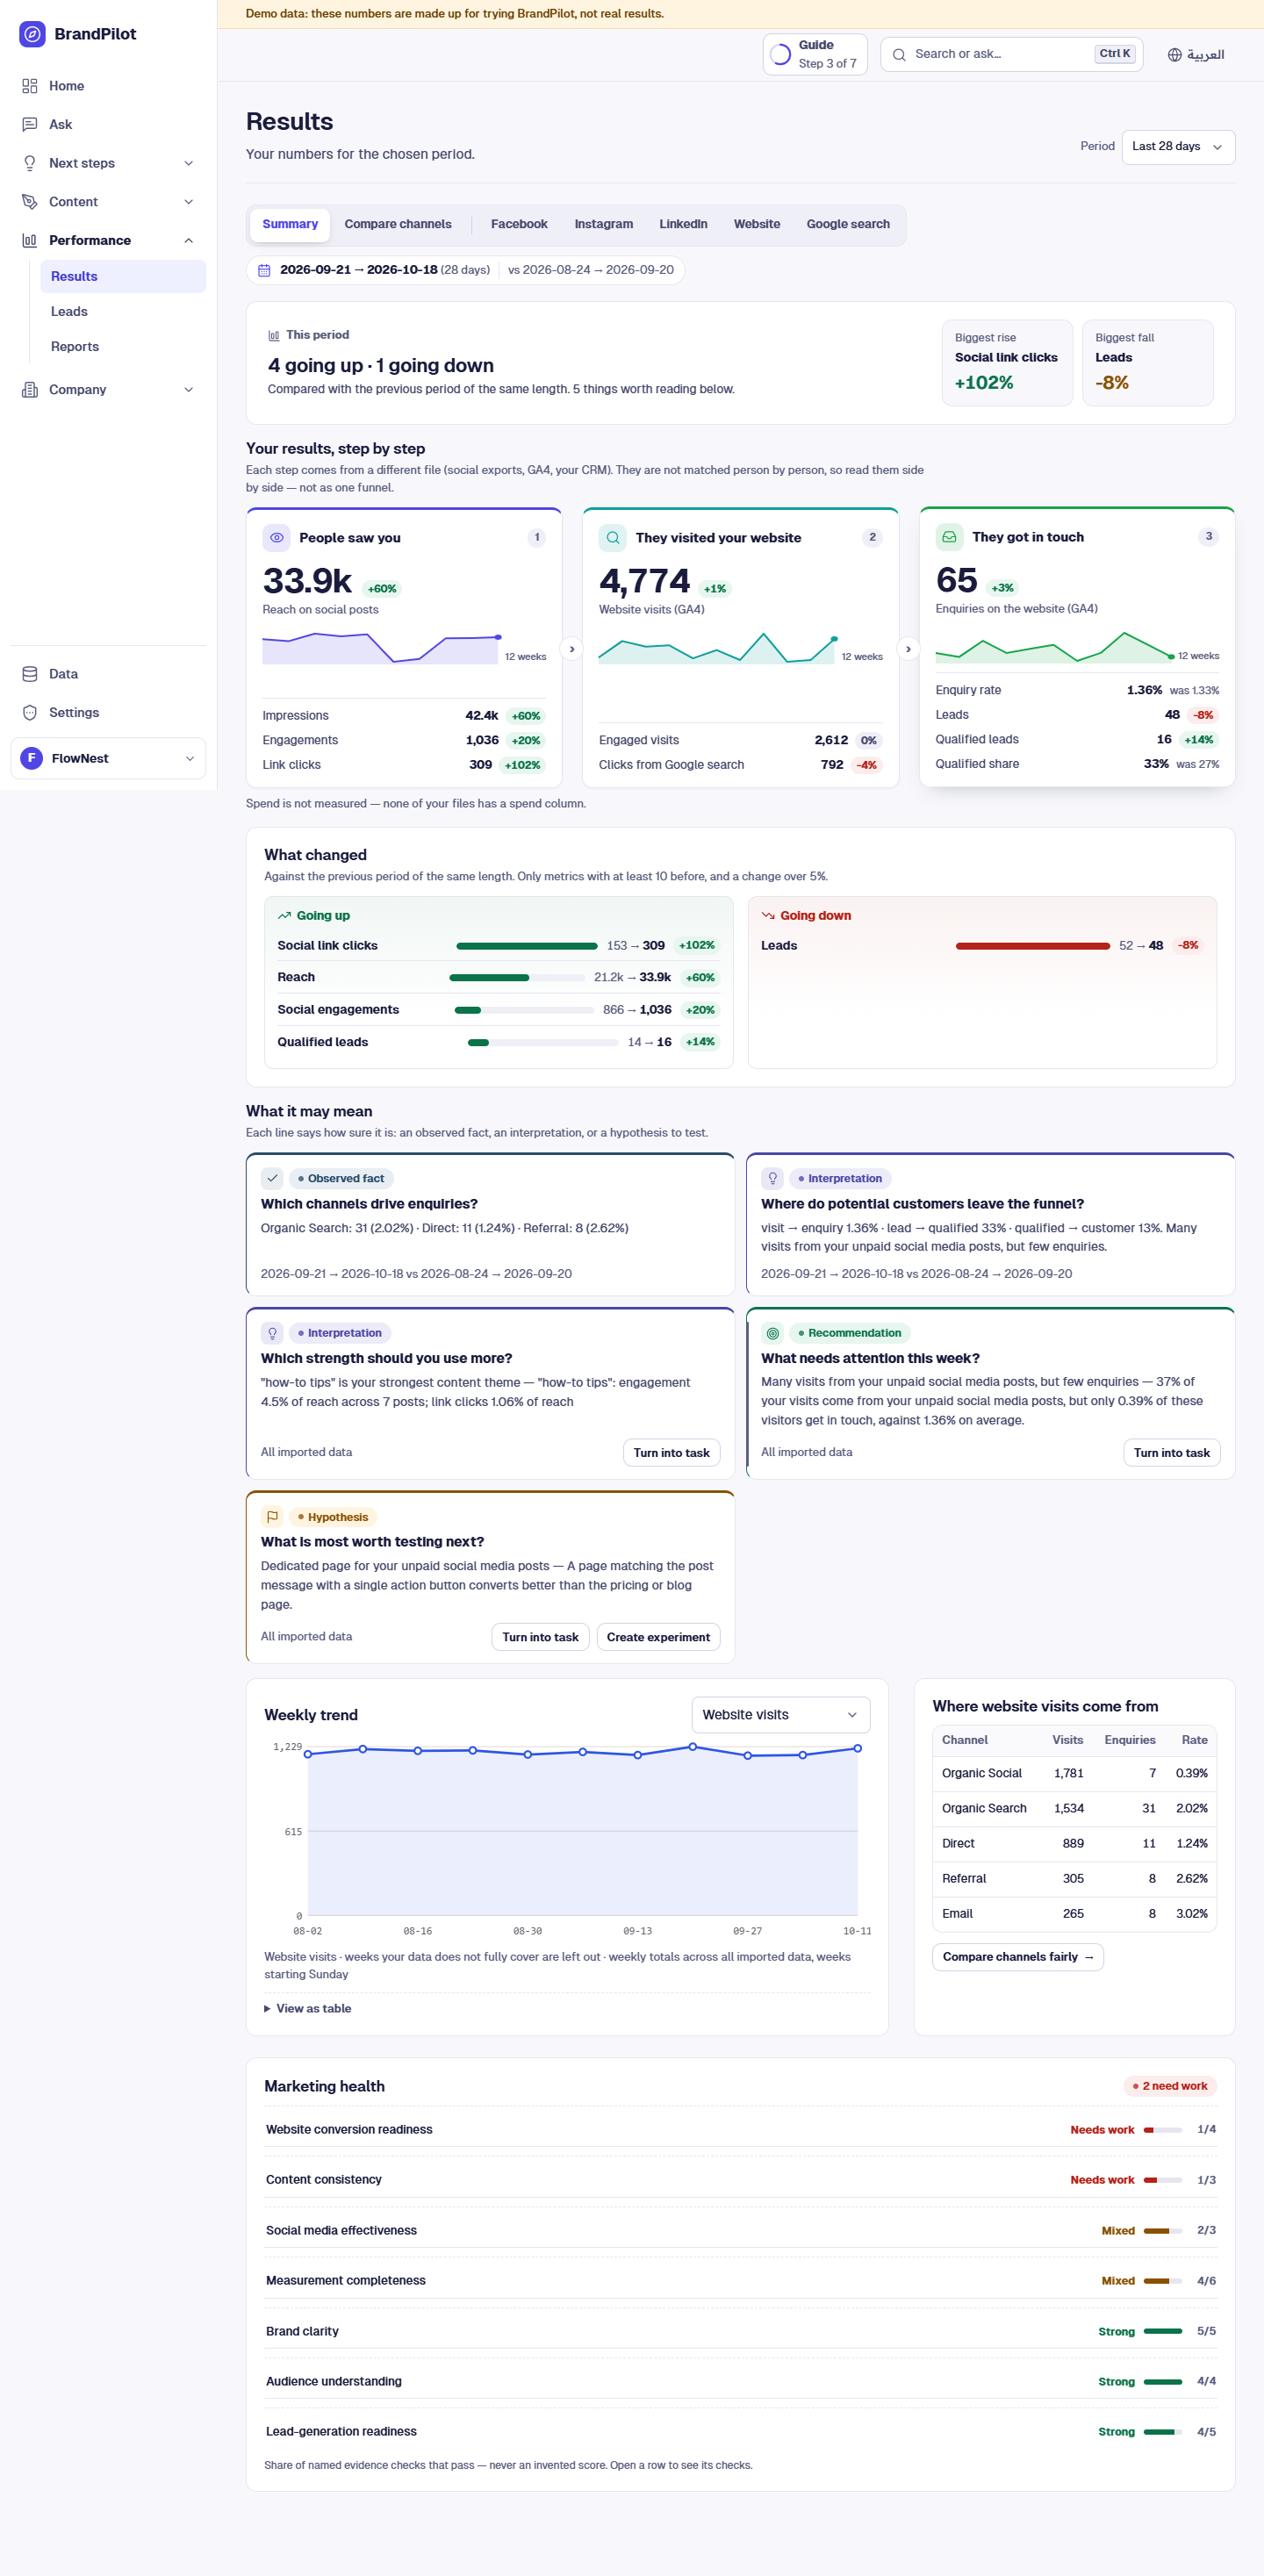 Demo data: these numbers are made up for trying BrandPilot, not real results.
BrandPilot
Home
Ask
Next steps
Content
Performance
Results
Leads
Reports
Company
Data
Settings
F FlowNest
Guide
Step 3 of 7
Search or ask...
Ctrl K
العربية
Results
Your numbers for the chosen period.
Period
Last 28 days
Summary
Compare channels
Facebook
Instagram
LinkedIn
Website
Google search
2026-09-21 → 2026-10-18 (28 days)
vs 2026-08-24 → 2026-09-20
This period
4 going up · 1 going down
Compared with the previous period of the same length. 5 things worth reading below.
Biggest rise
Social link clicks
+102%
Biggest fall
Leads
-8%
Your results, step by step
Each step comes from a different file (social exports, GA4, your CRM). They are not matched person by person, so read them side
by side — not as one funnel.
People saw you
1
33.9k +60%
Reach on social posts
12 weeks
Impressions 42.4k +60%
Engagements 1,036 +20%
Link clicks 309 +102%
They visited your website
2
4,774 +1%
Website visits (GA4)
12 weeks
Engaged visits 2,612 0%
Clicks from Google search 792 -4%
They got in touch
3
65 +3%
Enquiries on the website (GA4)
12 weeks
Enquiry rate 1.36% was 1.33%
Leads 48 -8%
Qualified leads 16 +14%
Qualified share 33% was 27%
Spend is not measured — none of your files has a spend column.
What changed
Against the previous period of the same length. Only metrics with at least 10 before, and a change over 5%.
Going up
Social link clicks 153 → 309 +102%
Reach 21.2k → 33.9k +60%
Social engagements 866 → 1,036 +20%
Qualified leads 14 → 16 +14%
Going down
Leads 52 → 48 -8%
What it may mean
Each line says how sure it is: an observed fact, an interpretation, or a hypothesis to test.
Observed fact
Which channels drive enquiries?
Organic Search: 31 (2.02%) · Direct: 11 (1.24%) · Referral: 8 (2.62%)
2026-09-21 → 2026-10-18 vs 2026-08-24 → 2026-09-20
Interpretation
Where do potential customers leave the funnel?
visit → enquiry 1.36% · lead → qualified 33% · qualified → customer 13%. Many
visits from your unpaid social media posts, but few enquiries.
2026-09-21 → 2026-10-18 vs 2026-08-24 → 2026-09-20
Interpretation
Which strength should you use more?
"how-to tips" is your strongest content theme — "how-to tips": engagement
4.5% of reach across 7 posts; link clicks 1.06% of reach
All imported data
Turn into task
Recommendation
What needs attention this week?
Many visits from your unpaid social media posts, but few enquiries — 37% of
your visits come from your unpaid social media posts, but only 0.39% of these
visitors get in touch, against 1.36% on average.
All imported data
Turn into task
Hypothesis
What is most worth testing next?
Dedicated page for your unpaid social media posts — A page matching the post
message with a single action button converts better than the pricing or blog
page.
All imported data
Turn into task
Create experiment
Weekly trend
Website visits
1,229
615
0
08-02 08-16 08-30 09-13 09-27 10-11
Website visits · weeks your data does not fully cover are left out · weekly totals across all imported data, weeks
starting Sunday
View as table
Where website visits come from
Channel Visits Enquiries Rate
Organic Social 1,781 7 0.39%
Organic Search 1,534 31 2.02%
Direct 889 11 1.24%
Referral 305 8 2.62%
Email 265 8 3.02%
Compare channels fairly →
Marketing health
2 need work
Website conversion readiness Needs work 1/4
Content consistency Needs work 1/3
Social media effectiveness Mixed 2/3
Measurement completeness Mixed 4/6
Brand clarity Strong 5/5
Audience understanding Strong 4/4
Lead-generation readiness Strong 4/5
Share of named evidence checks that pass — never an invented score. Open a row to see its checks.